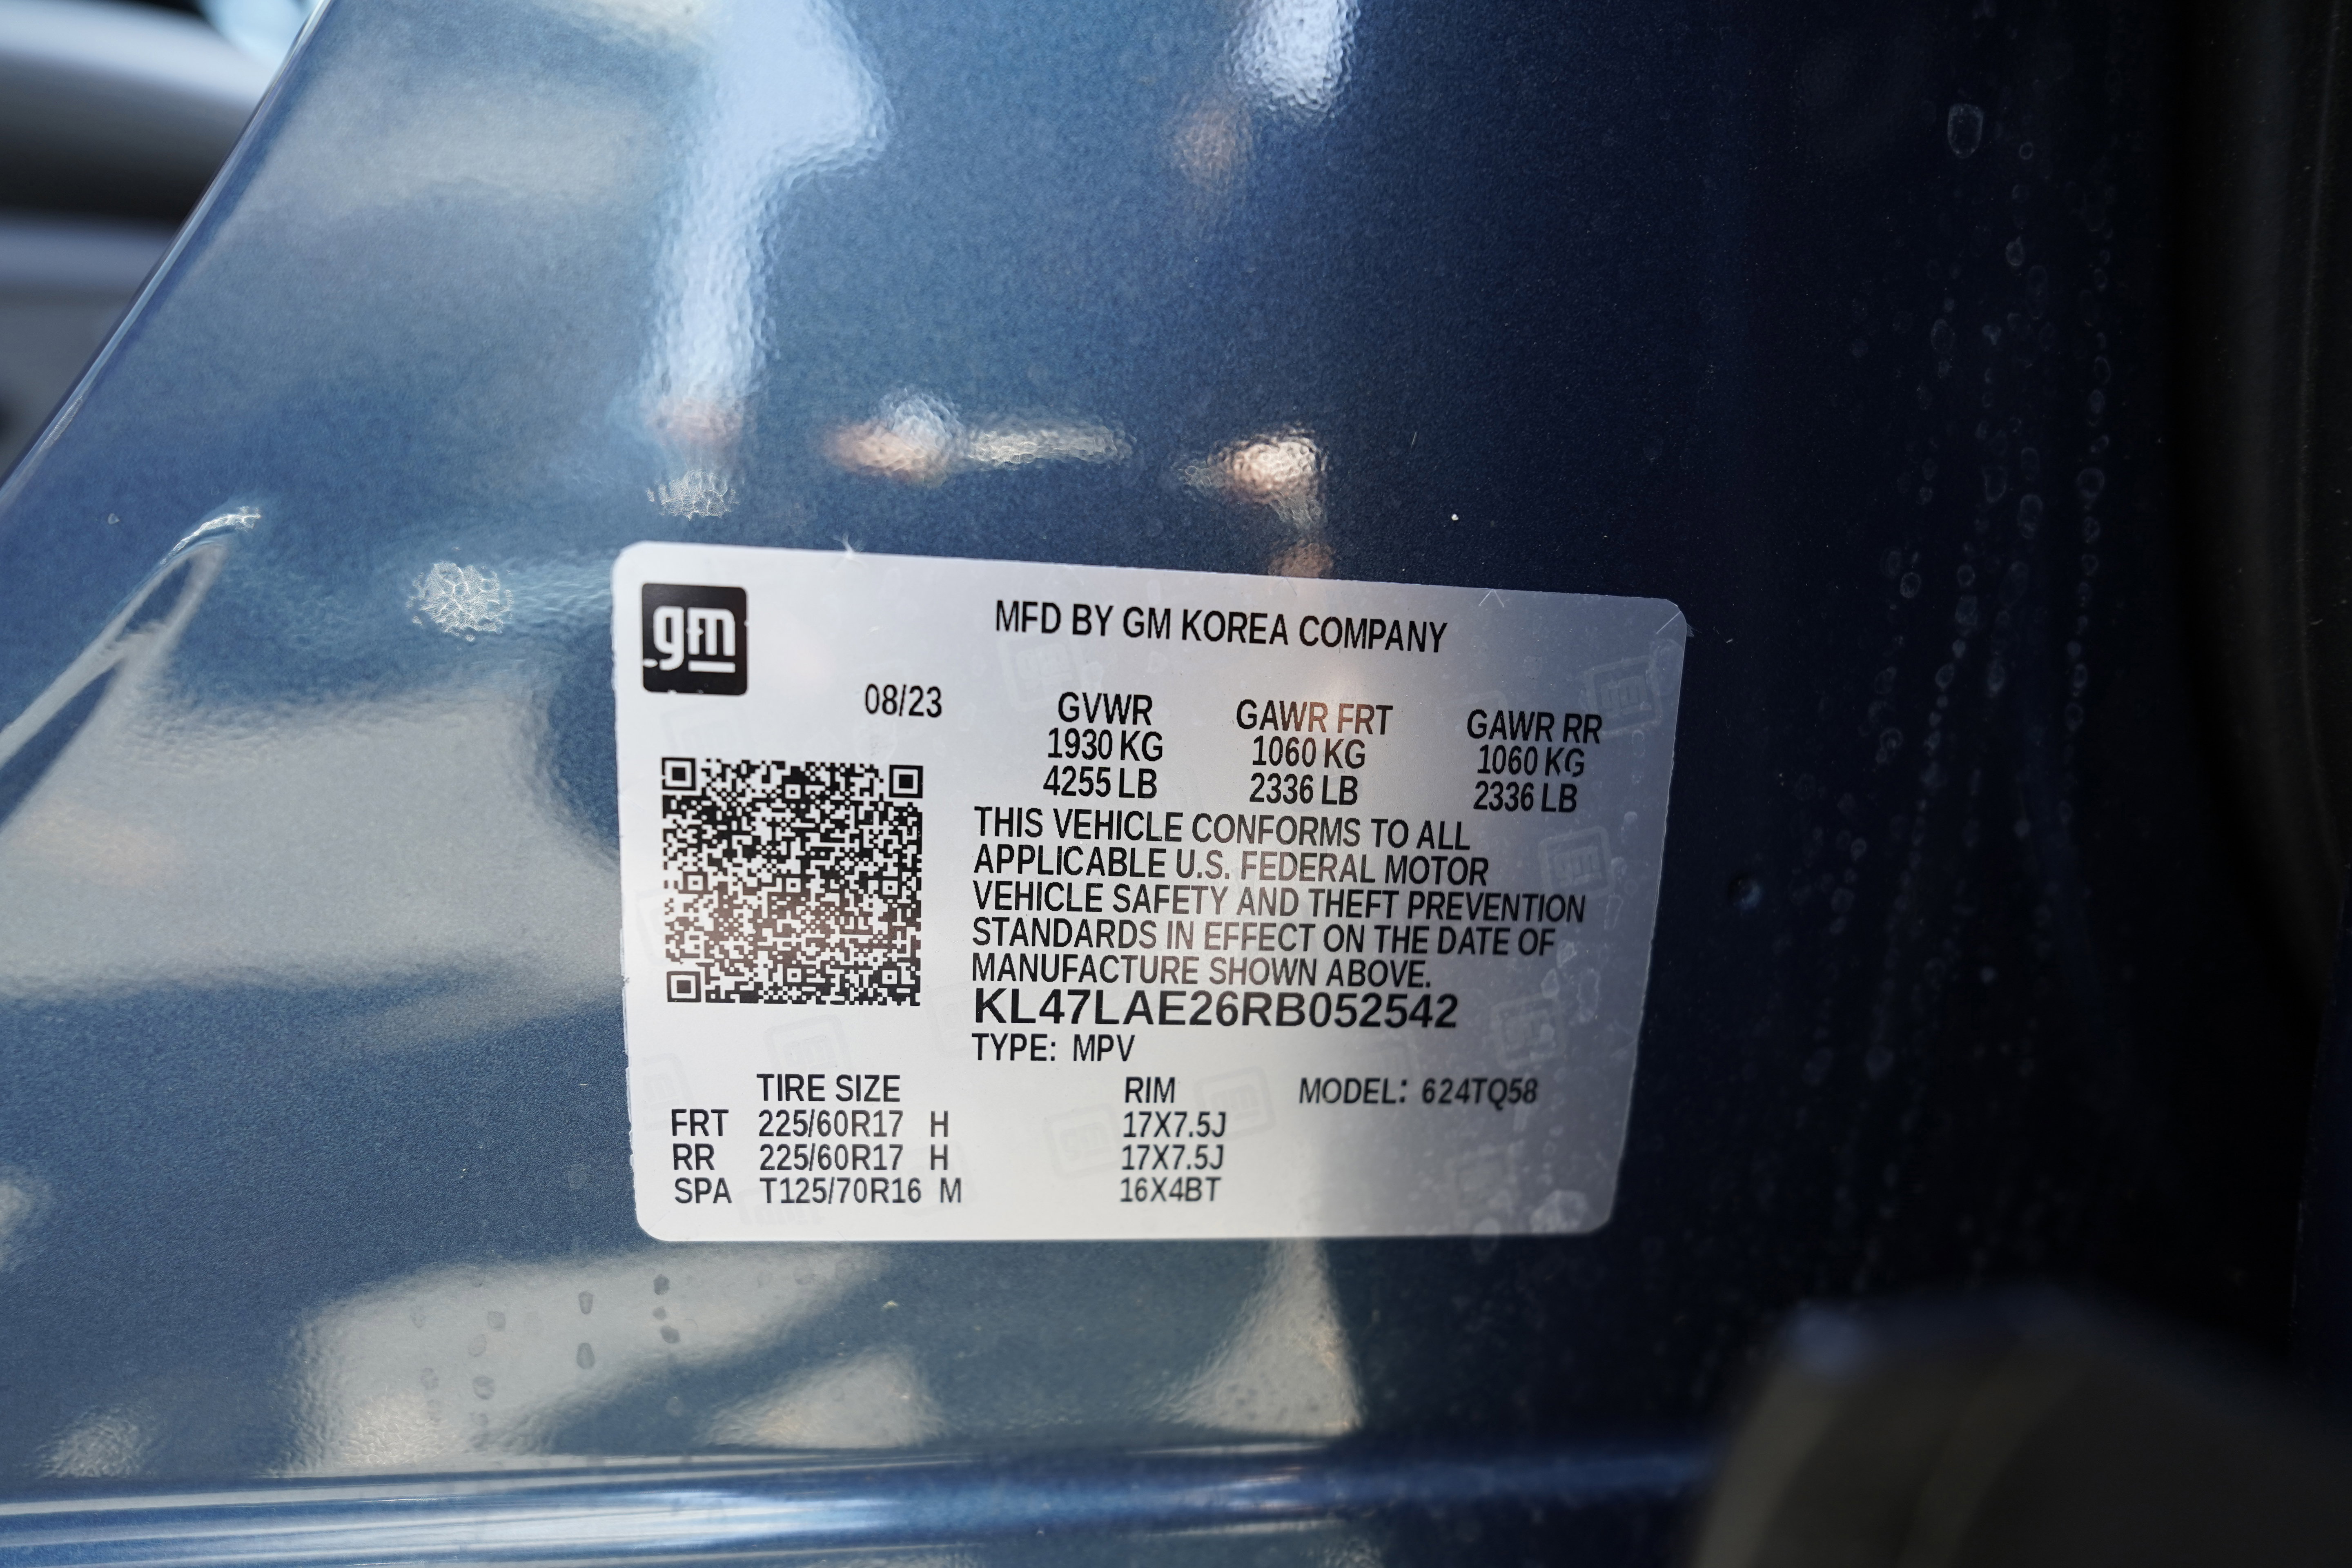 gm
MFD BY GM KOREA COMPANY
08/23 GVWR GAWR FRT GAWR RR
1930 KG 1060 KG 1060 KG
4255 LB 2336 LB 2336 LB
THIS VEHICLE CONFORMS TO ALL
APPLICABLE U.S. FEDERAL MOTOR
VEHICLE SAFETY AND THEFT PREVENTION
STANDARDS IN EFFECT ON THE DATE OF
MANUFACTURE SHOWN ABOVE.
KL47LAE26RB052542
TYPE: MPV
TIRE SIZE RIM MODEL: 624TQ58
FRT 225/60R17 H 17X7.5J
RR 225/60R17 H 17X7.5J
SPA T125/70R16 M 16X4BT